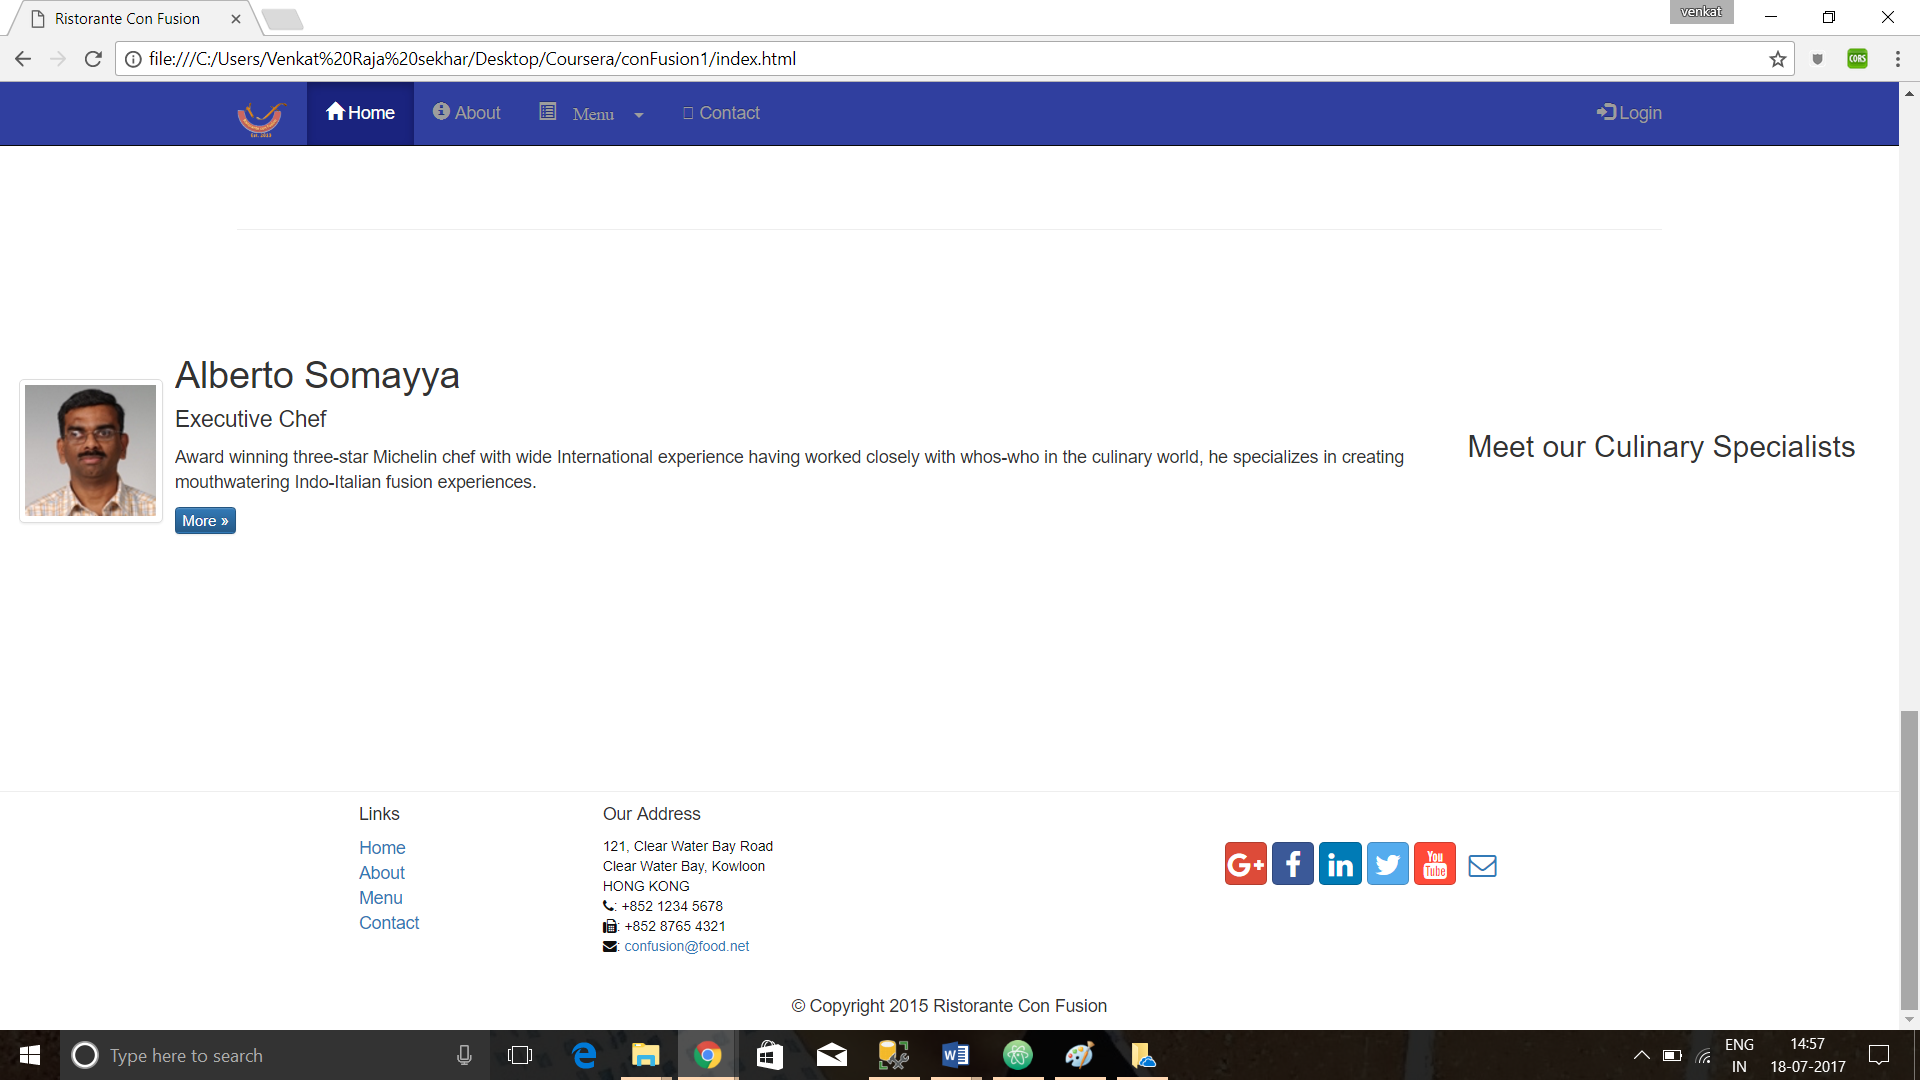 Ristorante Con Fusion
venkat
file:///C:/Users/Venkat%20Raja%20sekhar/Desktop/Coursera/conFusion1/index.html
CORS
Home About Menu Contact Login
Alberto Somayya
Executive Chef
Award winning three-star Michelin chef with wide International experience having worked closely with whos-who in the culinary world, he specializes in creating
mouthwatering Indo-Italian fusion experiences.
More »
Meet our Culinary Specialists
Links
Home
About
Menu
Contact
Our Address
121, Clear Water Bay Road
Clear Water Bay, Kowloon
HONG KONG
: +852 1234 5678
: +852 8765 4321
: confusion@food.net
G+ f in You Tube
© Copyright 2015 Ristorante Con Fusion
Type here to search
ENG
IN
14:57
18-07-2017